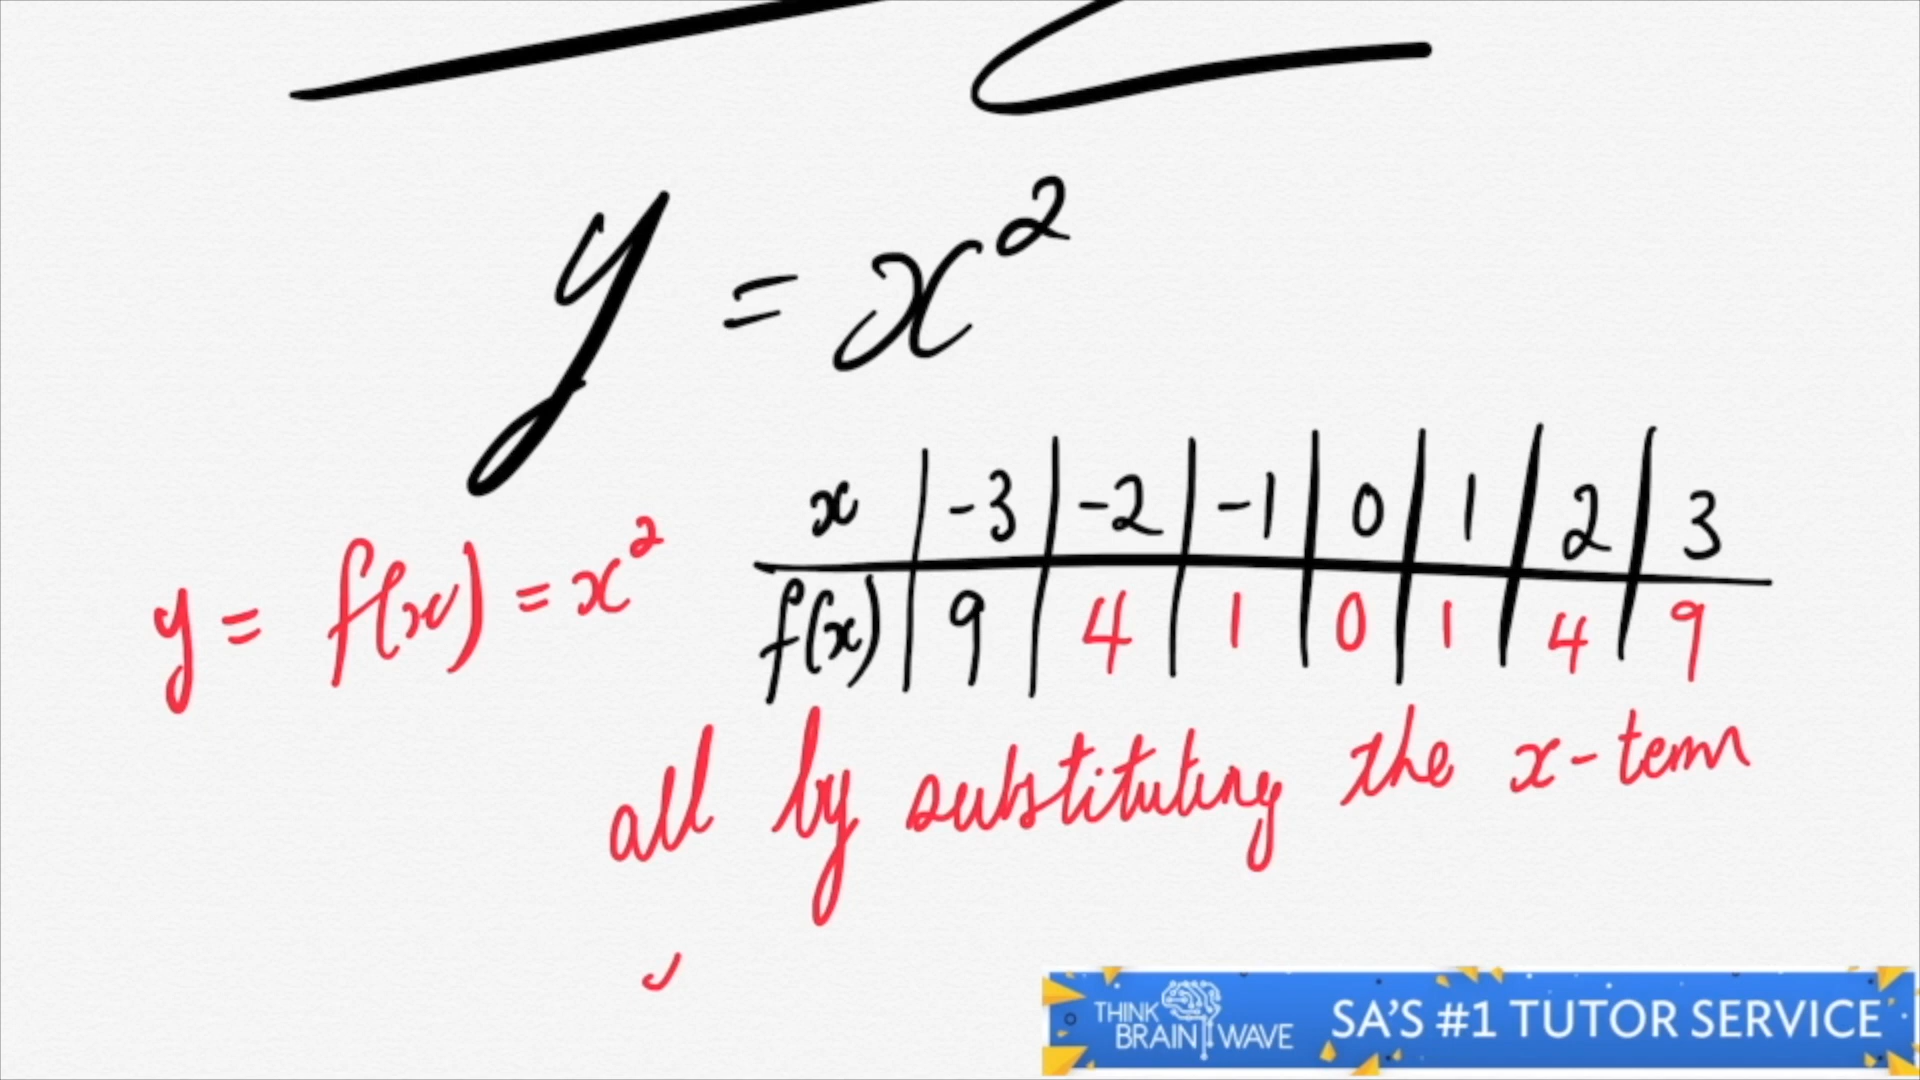 y = x²
x | -3 | -2 | -1 | 0 | 1 | 2 | 3
f(x) | 9 | 4 | 1 | 0 | 1 | 4 | 9
y = f(x) = x²
all by substituting the x-term
THINK BRAINWAVE
SA'S #1 TUTOR SERVICE